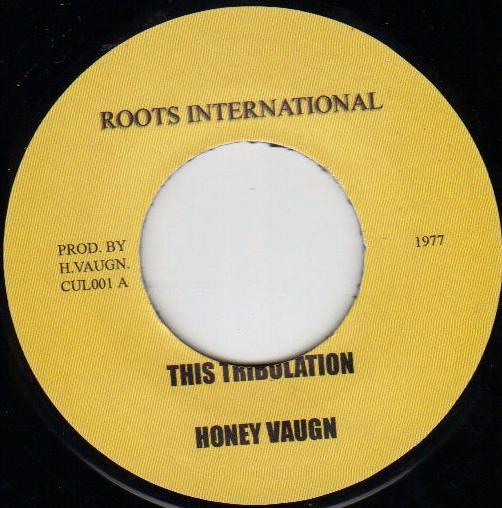 ROOTS INTERNATIONAL
PROD. BY
H.VAUGN.
CUL001 A
1977
THIS TRIBULATION
HONEY VAUGN